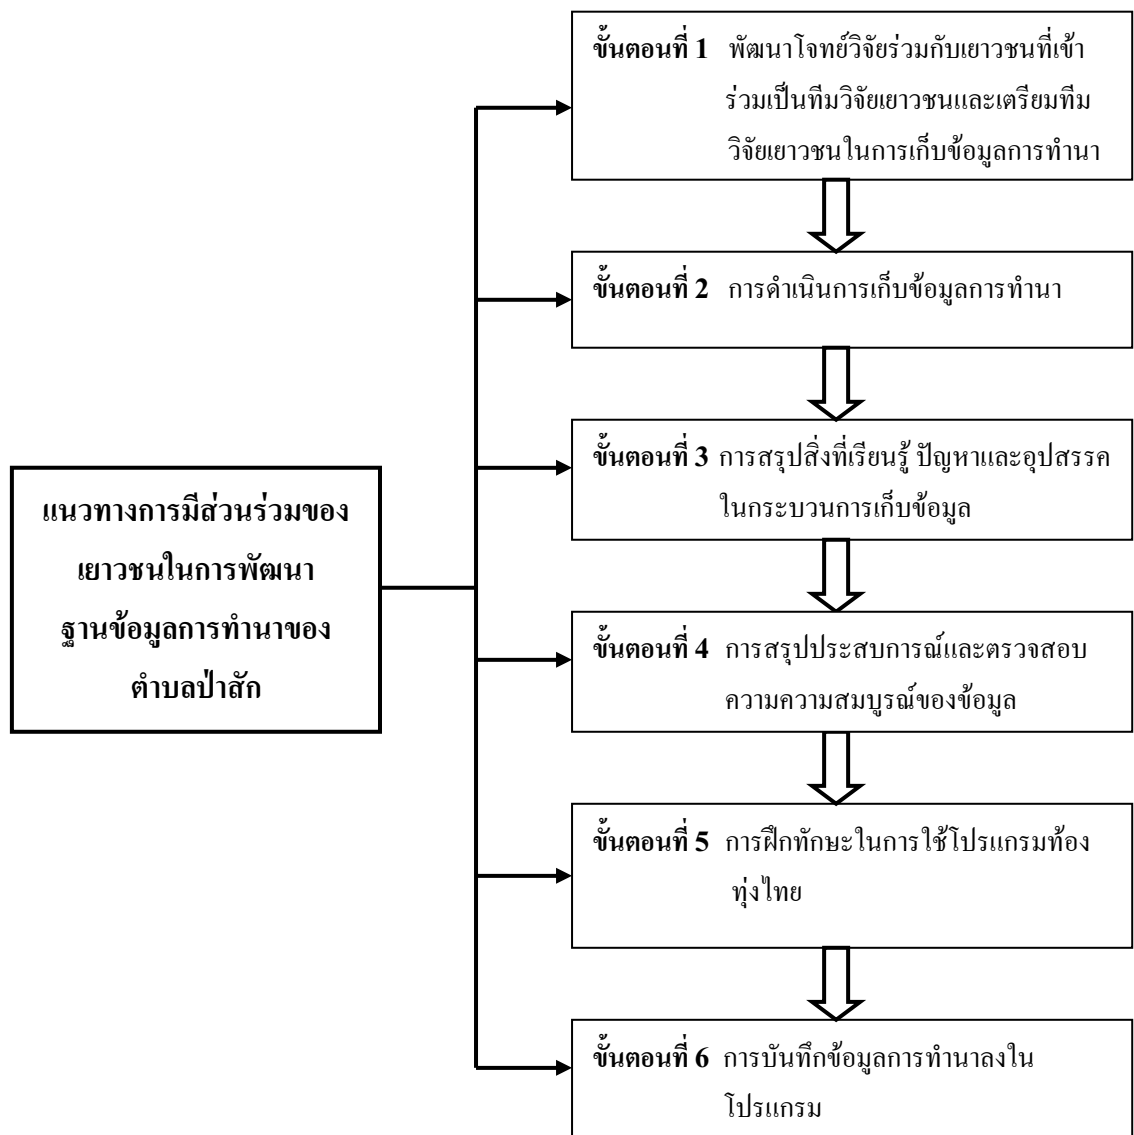 ขั้นตอนที่ 1 พัฒนาโจทย์วิจัยร่วมกับเยาวชนที่เข้า
ร่วมเป็นทีมวิจัยเยาวชนและเตรียมทีม
วิจัยเยาวชนในการเก็บข้อมูลการทำนา
ขั้นตอนที่ 2 การดำเนินการเก็บข้อมูลการทำนา
ขั้นตอนที่ 3 การสรุปสิ่งที่เรียนรู้ ปัญหาและอุปสรรค
ในกระบวนการเก็บข้อมูล
แนวทางการมีส่วนร่วมของ
เยาวชนในการพัฒนา
ฐานข้อมูลการทำนาของ
ตำบลป่าสัก
ขั้นตอนที่ 4 การสรุปประสบการณ์และตรวจสอบ
ความความสมบูรณ์ของข้อมูล
ขั้นตอนที่ 5 การฝึกทักษะในการใช้โปรแกรมท้อง
ทุ่งไทย
ขั้นตอนที่ 6 การบันทึกข้อมูลการทำนาลงใน
โปรแกรม